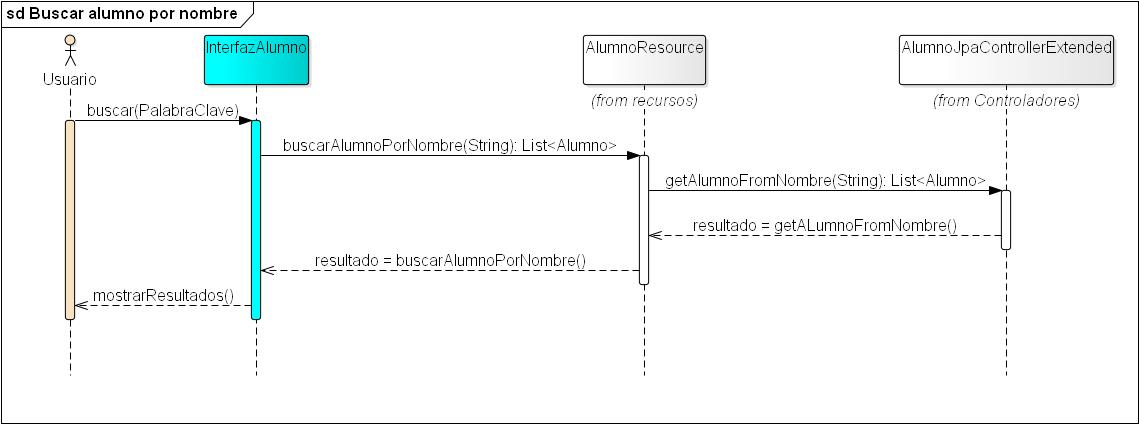 sd Buscar alumno por nombre
Usuario
InterfazAlumno
AlumnoResource
(from recursos)
AlumnoJpaControllerExtended
(from Controladores)
buscar(PalabraClave)
buscarAlumnoPorNombre(String): List<Alumno>
getAlumnoFromNombre(String): List<Alumno>
resultado = getALumnoFromNombre()
resultado = buscarAlumnoPorNombre()
mostrarResultados()